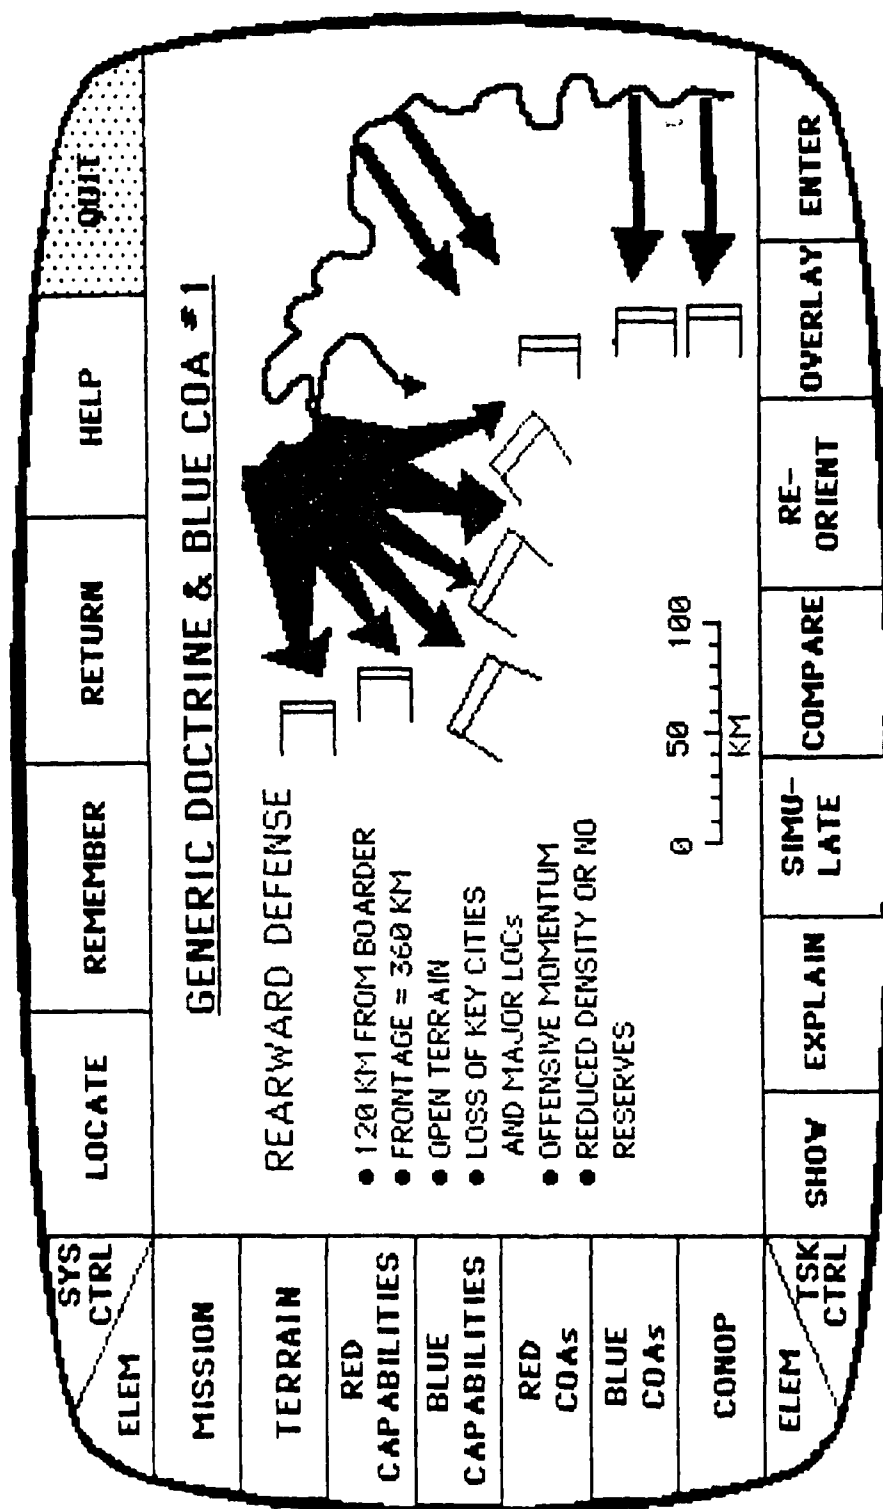 SYS
CTRL
ELEM
LOCATE
REMEMBER
RETURN
HELP
QUIT
MISSION
TERRAIN
RED
CAPABILITIES
BLUE
CAPABILITIES
RED
COAs
BLUE
COAs
CONOP
GENERIC DOCTRINE & BLUE COA #1
REARWARD DEFENSE
● 120 KM FROM BOARDER
● FRONTAGE = 360 KM
● OPEN TERRAIN
● LOSS OF KEY CITIES
AND MAJOR LOCs
● OFFENSIVE MOMENTUM
● REDUCED DENSITY OR NO
RESERVES
0 50 100
KM
ELEM
TSK
CTRL
SHOW
EXPLAIN
SIMU-
LATE
COMPARE
RE-
ORIENT
OVERLAY
ENTER